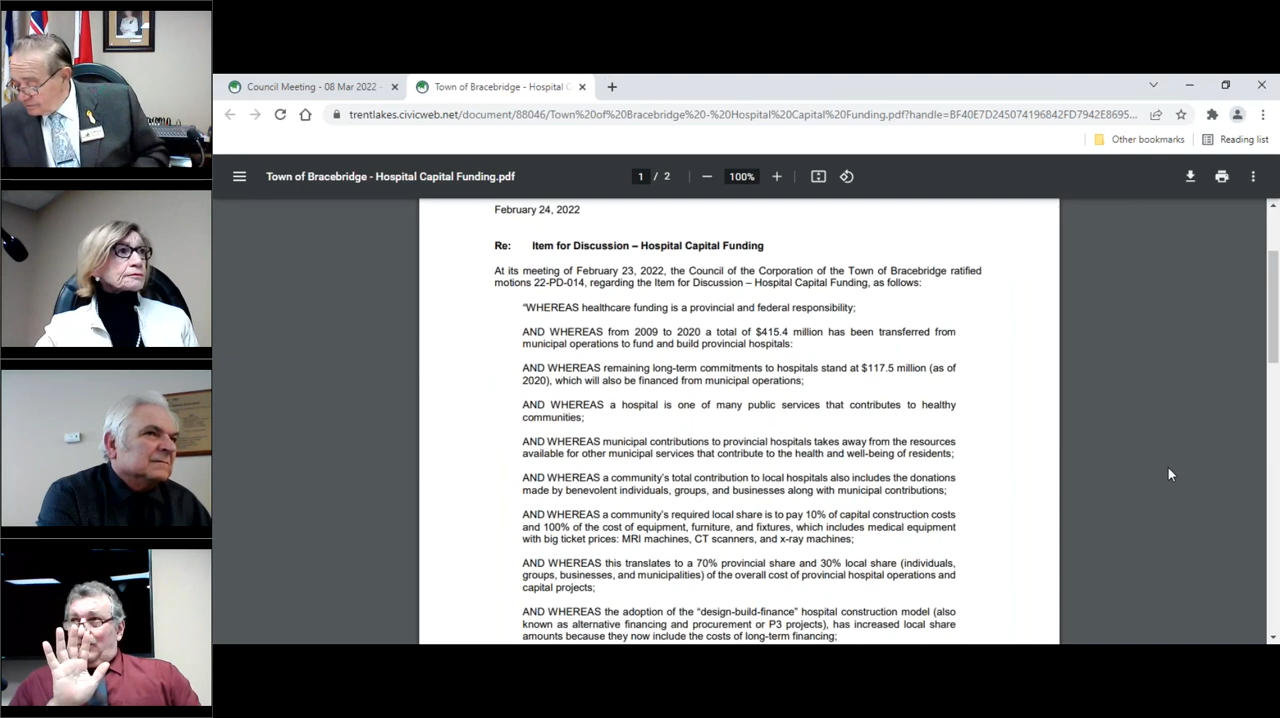 Council Meeting - 08 Mar 2022 -
Town of Bracebridge - Hospital C
trentlakes.civicweb.net/document/88046/Town%20of%20Bracebridge%20-%20Hospital%20Capital%20Funding.pdf?handle=BF40E7D245074196842FD7942E8695...
Other bookmarks
Reading list
Town of Bracebridge - Hospital Capital Funding.pdf
1 / 2
100%
February 24, 2022
Re: Item for Discussion – Hospital Capital Funding
At its meeting of February 23, 2022, the Council of the Corporation of the Town of Bracebridge ratified
motions 22-PD-014, regarding the Item for Discussion – Hospital Capital Funding, as follows:
“WHEREAS healthcare funding is a provincial and federal responsibility;
AND WHEREAS from 2009 to 2020 a total of $415.4 million has been transferred from
municipal operations to fund and build provincial hospitals:
AND WHEREAS remaining long-term commitments to hospitals stand at $117.5 million (as of
2020), which will also be financed from municipal operations;
AND WHEREAS a hospital is one of many public services that contributes to healthy
communities;
AND WHEREAS municipal contributions to provincial hospitals takes away from the resources
available for other municipal services that contribute to the health and well-being of residents;
AND WHEREAS a community's total contribution to local hospitals also includes the donations
made by benevolent individuals, groups, and businesses along with municipal contributions;
AND WHEREAS a community's required local share is to pay 10% of capital construction costs
and 100% of the cost of equipment, furniture, and fixtures, which includes medical equipment
with big ticket prices: MRI machines, CT scanners, and x-ray machines;
AND WHEREAS this translates to a 70% provincial share and 30% local share (individuals,
groups, businesses, and municipalities) of the overall cost of provincial hospital operations and
capital projects;
AND WHEREAS the adoption of the “design-build-finance” hospital construction model (also
known as alternative financing and procurement or P3 projects), has increased local share
amounts because they now include the costs of long-term financing;